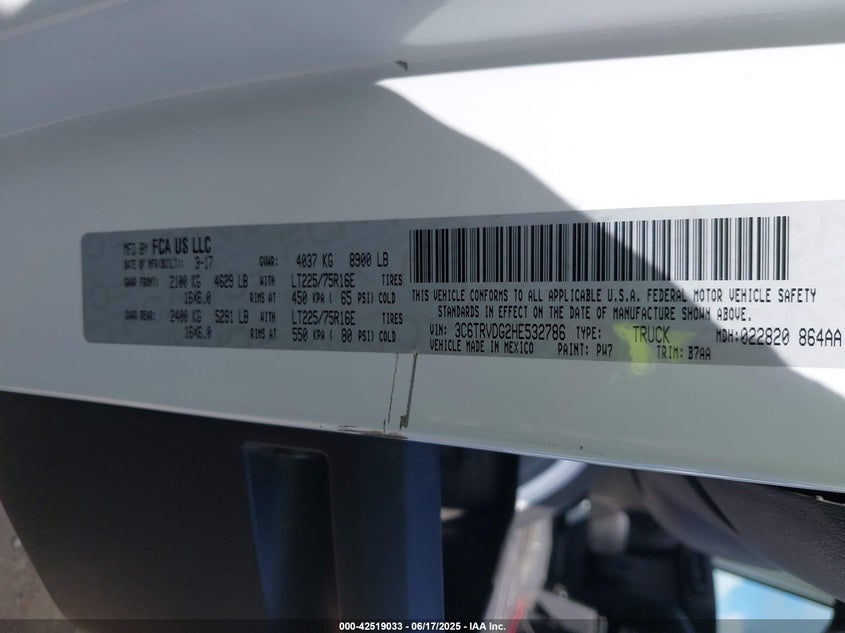 MFD BY FCA US LLC
DATE OF MFR(BUILT): 3-17 GVWR: 4037 KG 8900 LB
GAWR FRONT: 2100 KG 4629 LB WITH LT225/75R16E TIRES
16X6.0 RIMS AT 450 KPA ( 65 PSI) COLD
GAWR REAR: 2400 KG 5291 LB WITH LT225/75R16E TIRES
16X6.0 RIMS AT 550 KPA ( 80 PSI) COLD
THIS VEHICLE CONFORMS TO ALL APPLICABLE U.S.A. FEDERAL MOTOR VEHICLE SAFETY
STANDARDS IN EFFECT ON THE DATE OF MANUFACTURE SHOWN ABOVE.
VIN: 3C6TRVDG2HE532786 TYPE: TRUCK MDH:022820 864AA
VEHICLE MADE IN MEXICO PAINT: PW7 TRIM: B7AA
000-42519033 - 06/17/2025 - IAA Inc.